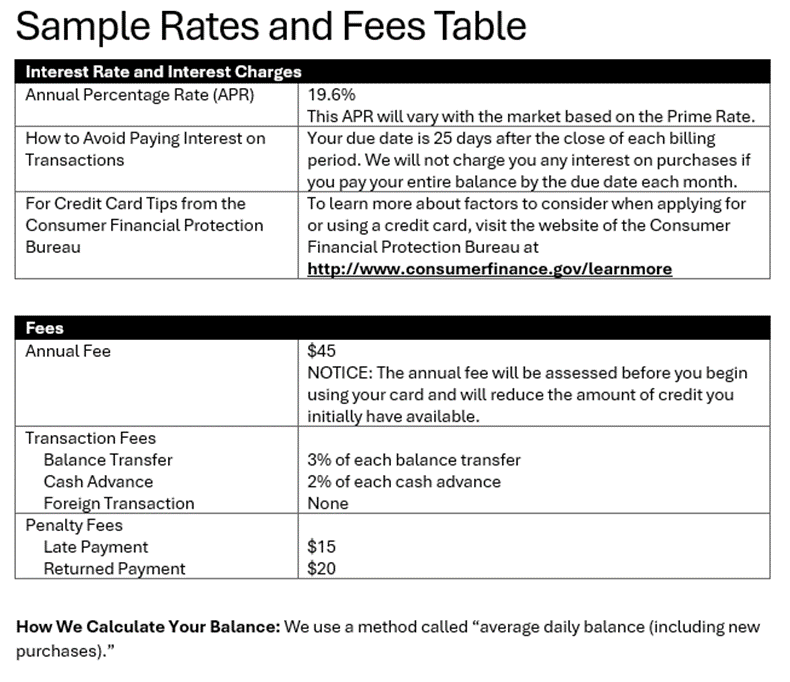 Sample Rates and Fees Table
Interest Rate and Interest Charges
Annual Percentage Rate (APR)
19.6%
This APR will vary with the market based on the Prime Rate.
How to Avoid Paying Interest on
Transactions
Your due date is 25 days after the close of each billing
period. We will not charge you any interest on purchases if
you pay your entire balance by the due date each month.
For Credit Card Tips from the
Consumer Financial Protection
Bureau
To learn more about factors to consider when applying for
or using a credit card, visit the website of the Consumer
Financial Protection Bureau at
http://www.consumerfinance.gov/learnmore
Fees
Annual Fee
$45
NOTICE: The annual fee will be assessed before you begin
using your card and will reduce the amount of credit you
initially have available.
Transaction Fees
Balance Transfer
3% of each balance transfer
Cash Advance
2% of each cash advance
Foreign Transaction
None
Penalty Fees
Late Payment
$15
Returned Payment
$20
How We Calculate Your Balance: We use a method called “average daily balance (including new
purchases).”